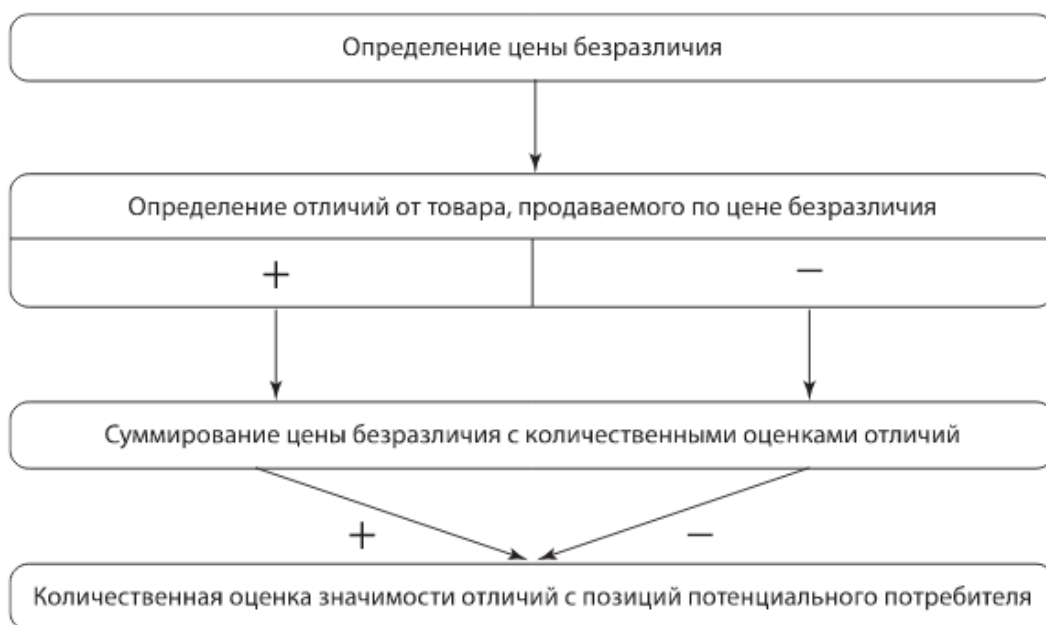 Определение цены безразличия
Определение отличий от товара, продаваемого по цене безразличия
+ −
Суммирование цены безразличия с количественными оценками отличий
+ −
Количественная оценка значимости отличий с позиций потенциального потребителя